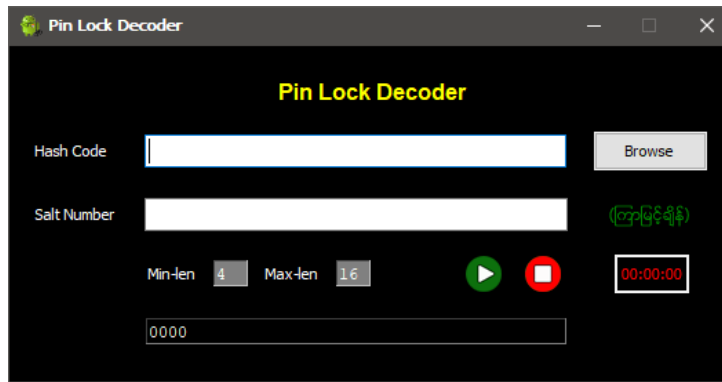 Pin Lock Decoder
Pin Lock Decoder
Hash Code Browse
Salt Number (ကြာမြင့်ချိန်)
Min-len 4 Max-len 16 00:00:00
0000